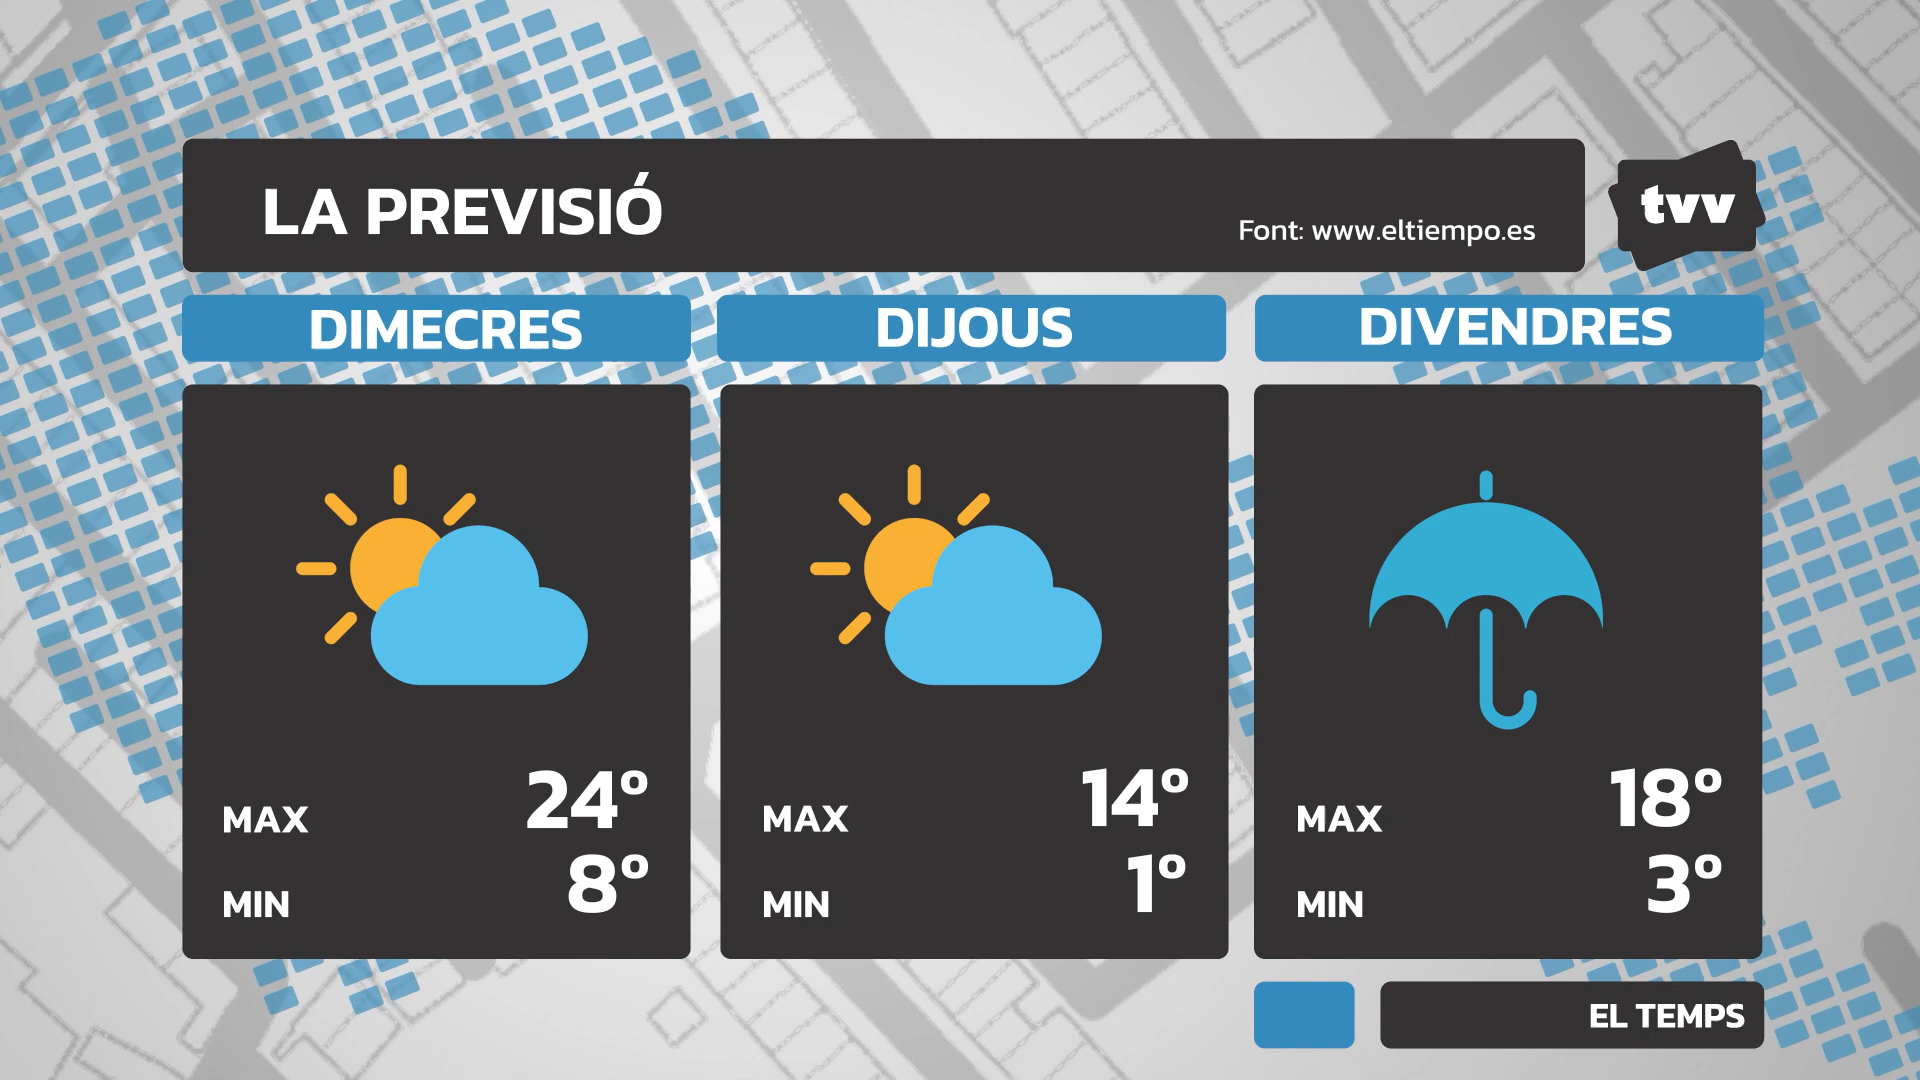 LA PREVISIÓ
Font: www.eltiempo.es
tvv
DIMECRES
DIJOUS
DIVENDRES
MAX 24º
MIN 8º
MAX 14º
MIN 1º
MAX 18º
MIN 3º
EL TEMPS